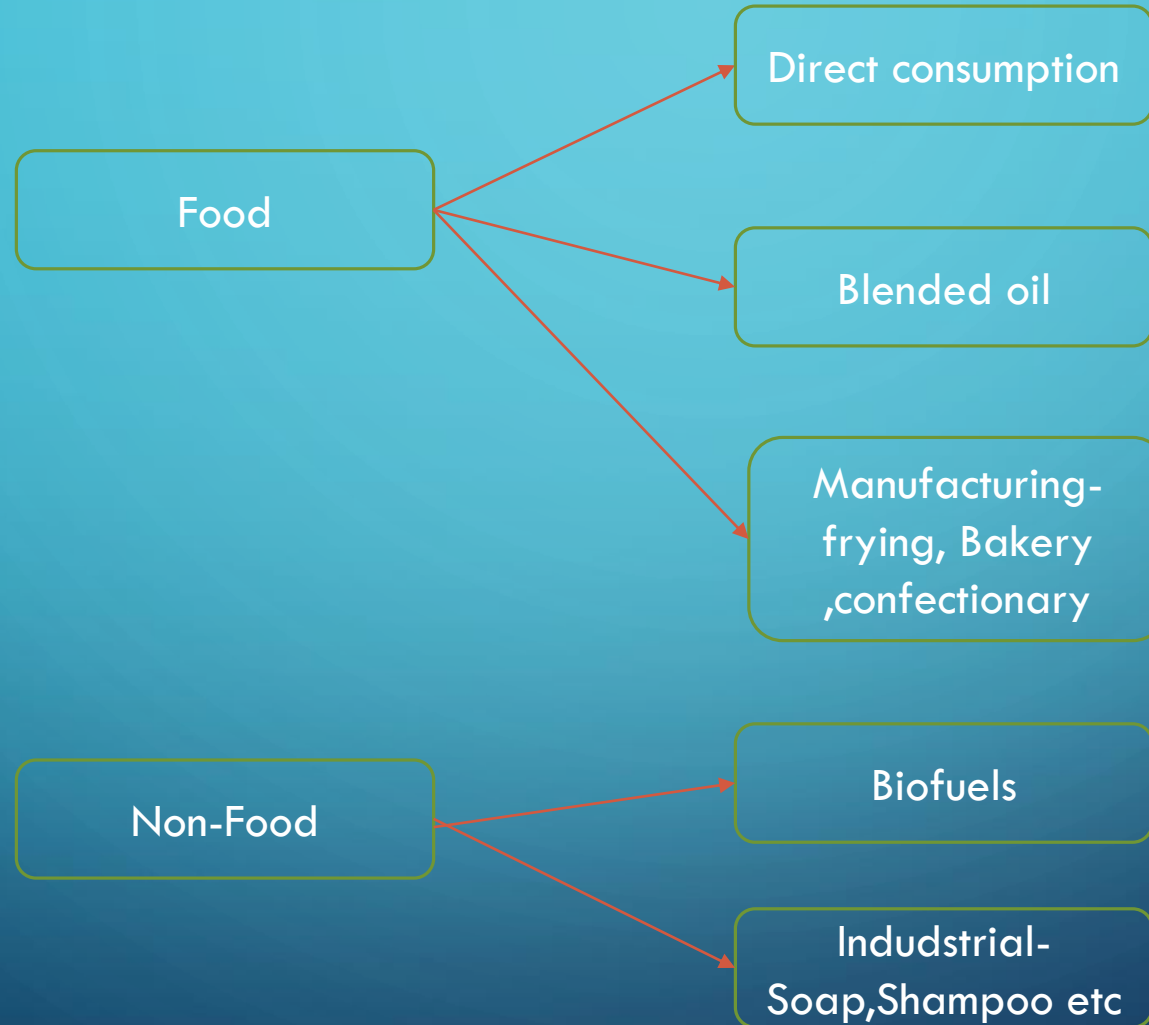 Food
Direct consumption
Blended oil
Manufacturing-
frying, Bakery
,confectionary
Non-Food
Biofuels
Indudstrial-
Soap,Shampoo etc